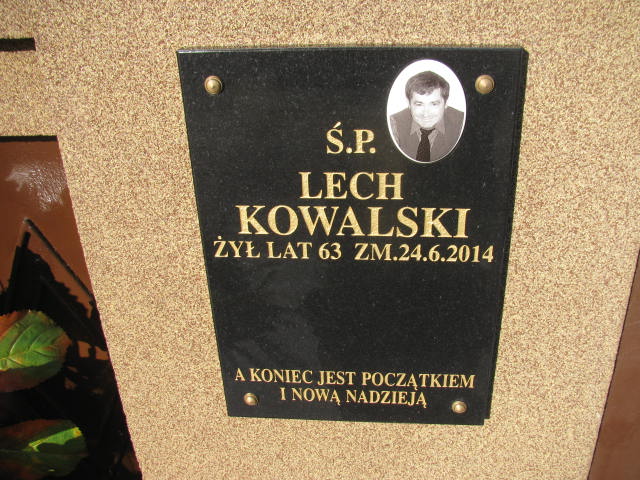 Ś.P.
LECH
KOWALSKI
ŻYŁ LAT 63 ZM.24.6.2014
A KONIEC JEST POCZĄTKIEM
I NOWĄ NADZIEJĄ